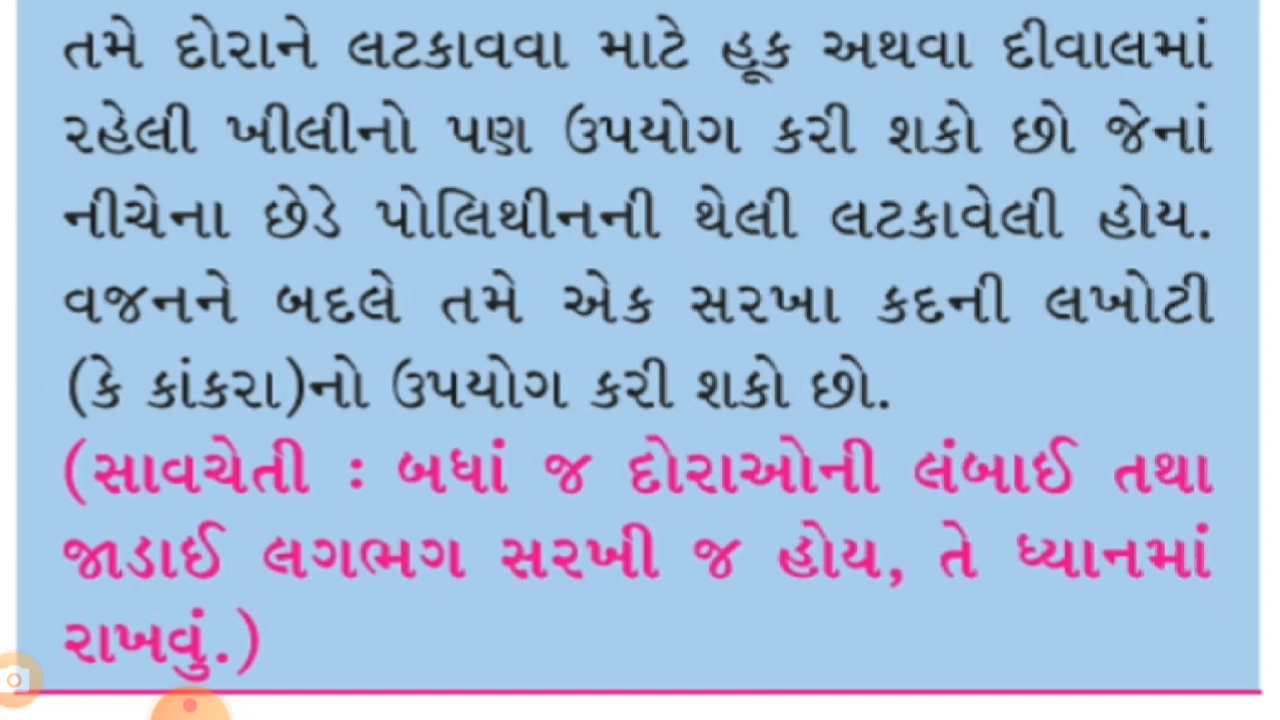 તમે દોરાને લટકાવવા માટે હૂક અથવા દીવાલમાં
રહેલી ખીલીનો પણ ઉપયોગ કરી શકો છો જેનાં
નીચેના છેડે પોલિથીનની થેલી લટકાવેલી હોય.
વજનને બદલે તમે એક સરખા કદની લખોટી
(કે કાંકરા)નો ઉપયોગ કરી શકો છો.
(સાવચેતી : બધાં જ દોરાઓની લંબાઈ તથા
જાડાઈ લગભગ સરખી જ હોય, તે ધ્યાનમાં
રાખવું.)